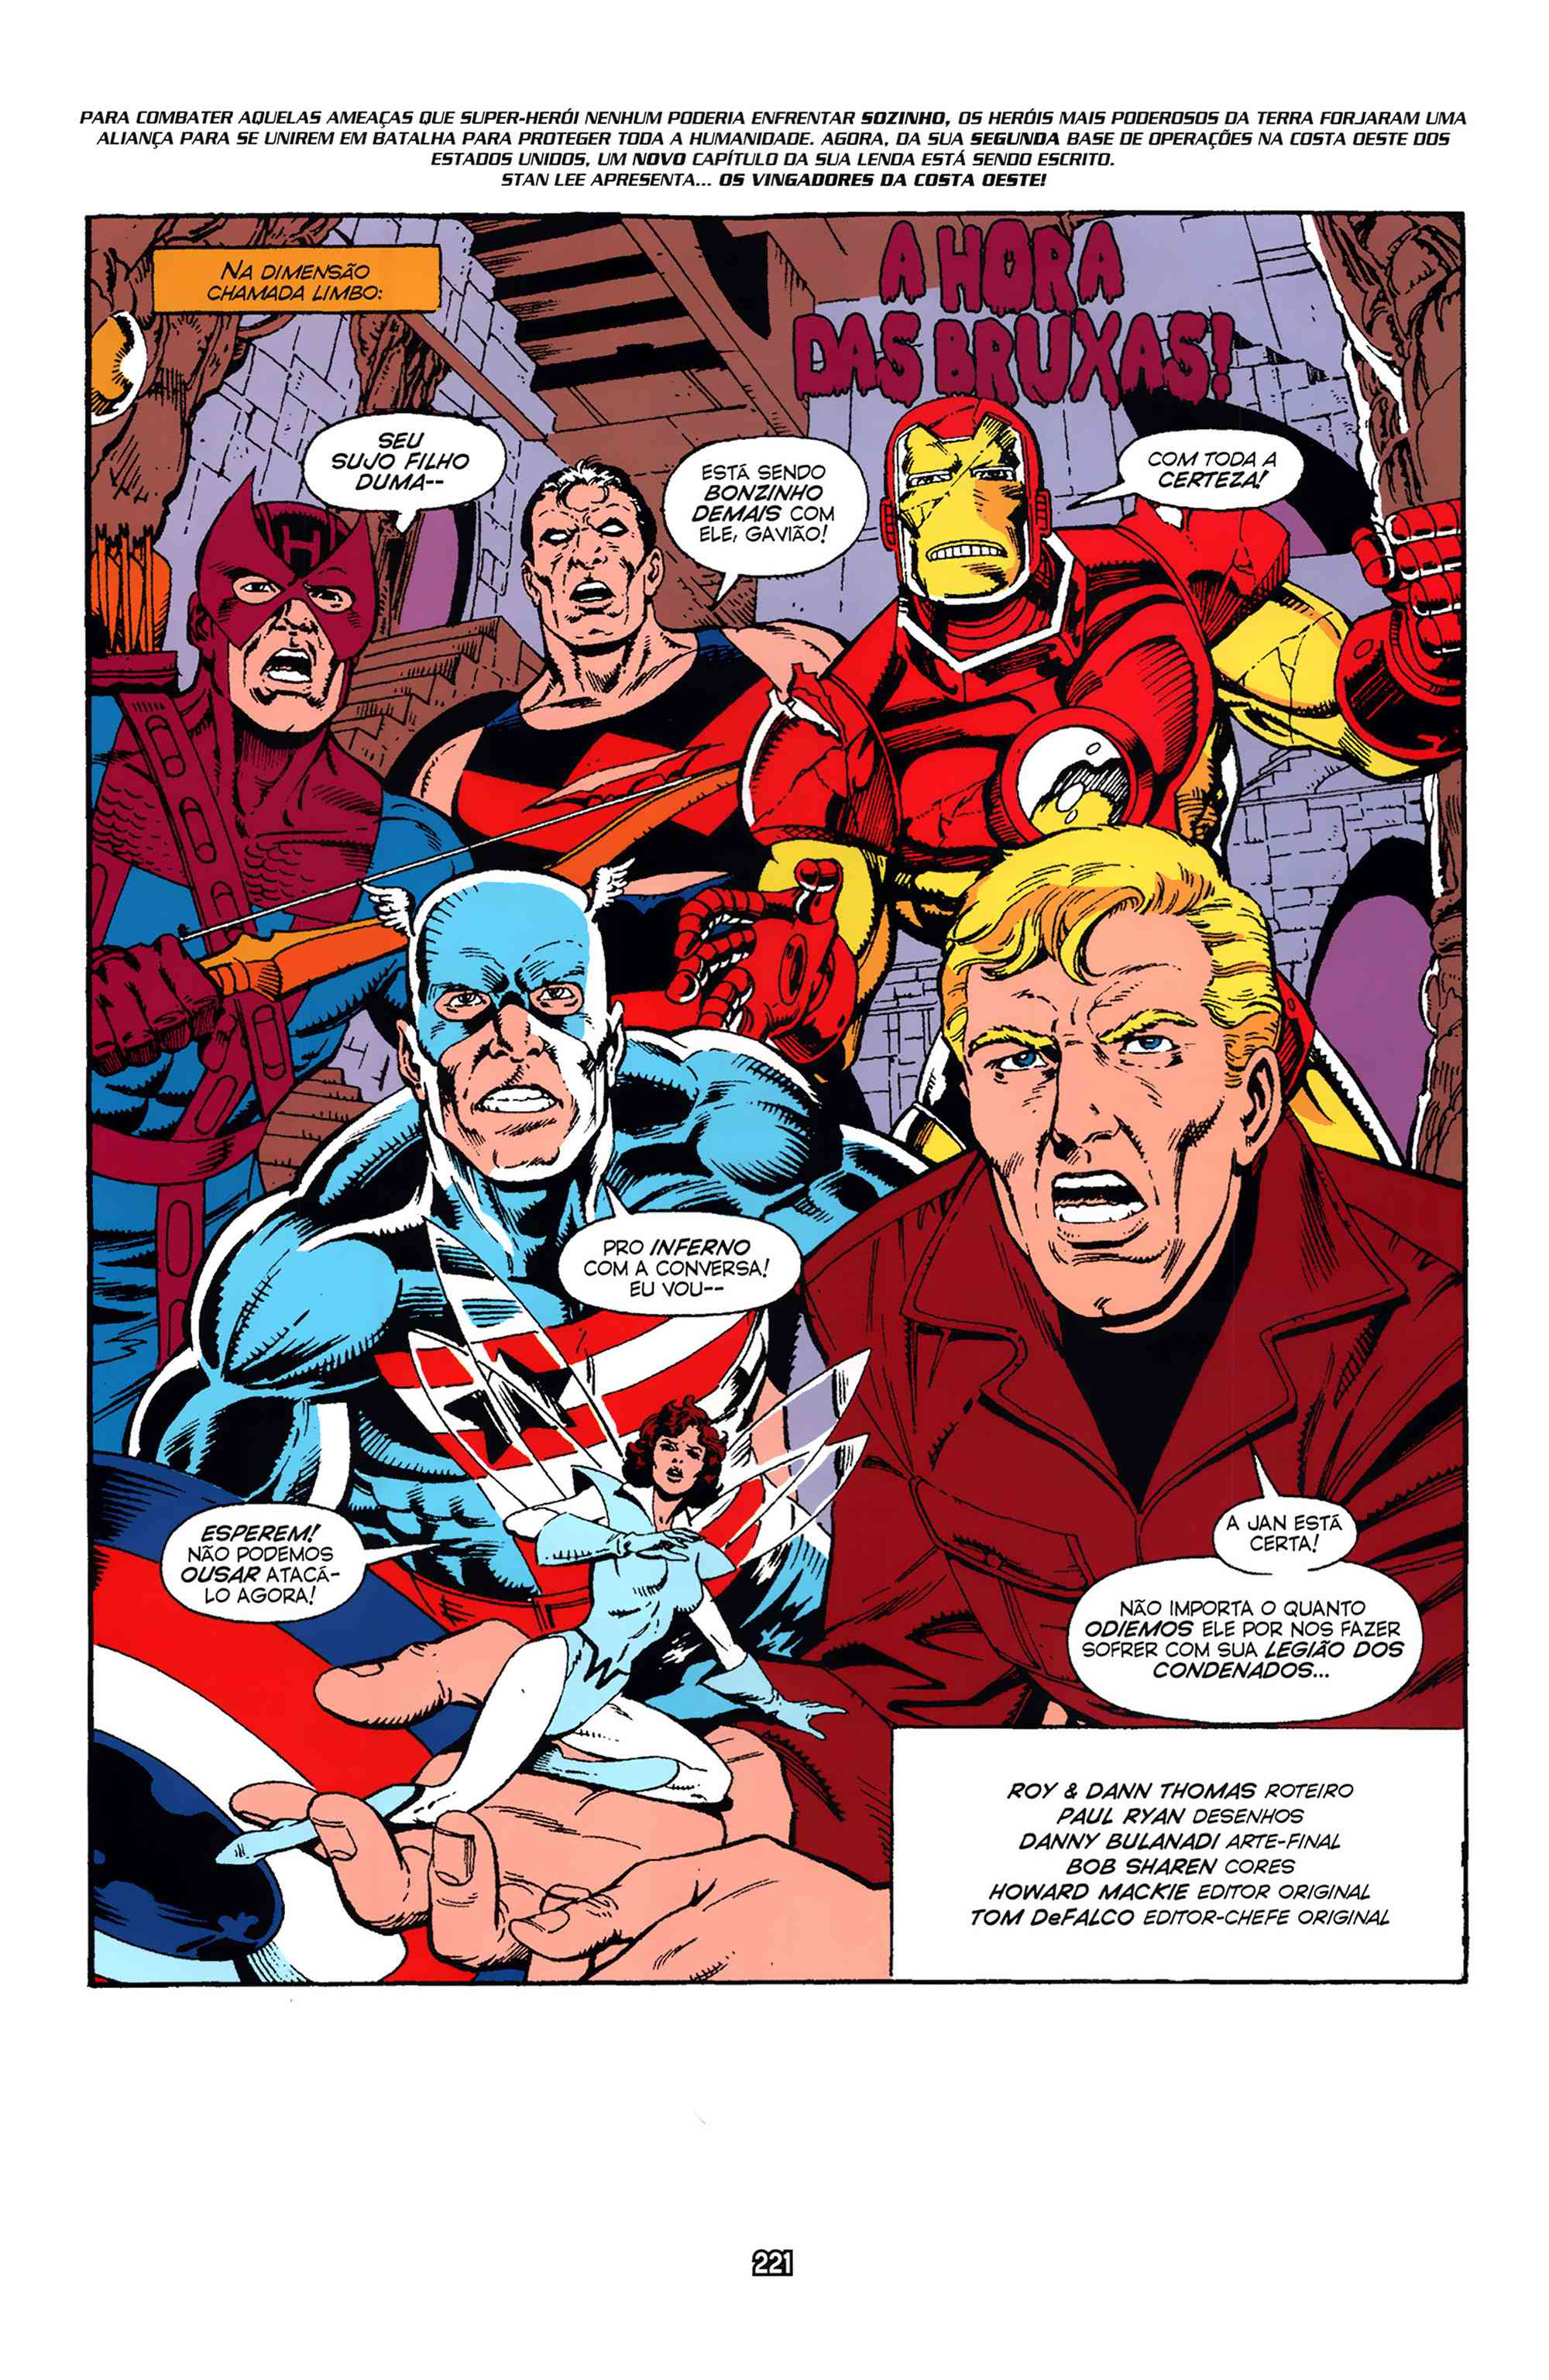 PARA COMBATER AQUELAS AMEAÇAS QUE SUPER-HERÓI NENHUM PODERIA ENFRENTAR SOZINHO, OS HERÓIS MAIS PODEROSOS DA TERRA FORJARAM UMA
ALIANÇA PARA SE UNIREM EM BATALHA PARA PROTEGER TODA A HUMANIDADE. AGORA, DA SUA SEGUNDA BASE DE OPERAÇÕES NA COSTA OESTE DOS
ESTADOS UNIDOS, UM NOVO CAPÍTULO DA SUA LENDA ESTÁ SENDO ESCRITO.
STAN LEE APRESENTA... OS VINGADORES DA COSTA OESTE!
NA DIMENSÃO
CHAMADA LIMBO:
A HORA
DAS BRUXAS!
SEU
SUJO FILHO
DUMA--
ESTÁ SENDO
BONZINHO
DEMAIS COM
ELE, GAVIÃO!
COM TODA A
CERTEZA!
H
PRO INFERNO
COM A CONVERSA!
EU VOU--
ESPEREM!
NÃO PODEMOS
OUSAR ATACÁ-
LO AGORA!
A JAN ESTÁ
CERTA!
NÃO IMPORTA O QUANTO
ODIEMOS ELE POR NOS FAZER
SOFRER COM SUA LEGIÃO DOS
CONDENADOS...
ROY & DANN THOMAS ROTEIRO
PAUL RYAN DESENHOS
DANNY BULANADI ARTE-FINAL
BOB SHAREN CORES
HOWARD MACKIE EDITOR ORIGINAL
TOM DeFALCO EDITOR-CHEFE ORIGINAL
221